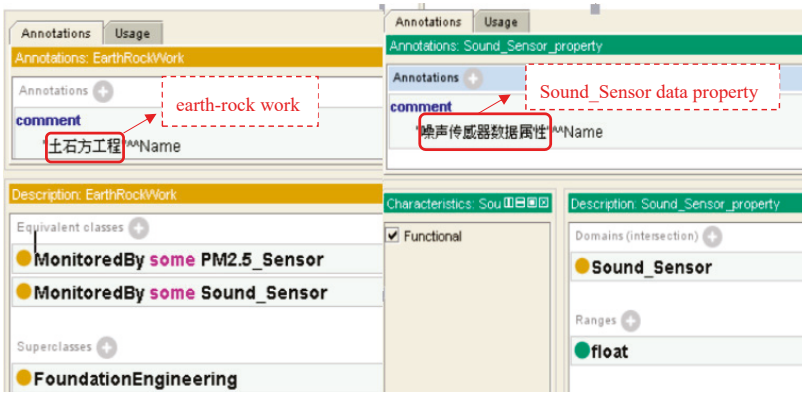 Annotations Usage
Annotations: EarthRockWork
Annotations
comment
"土石方工程"^^Name
earth-rock work
Description: EarthRockWork
Equivalent classes
MonitoredBy some PM2.5_Sensor
MonitoredBy some Sound_Sensor
Superclasses
FoundationEngineering
Annotations Usage
Annotations: Sound_Sensor_property
Annotations
comment
"噪声传感器数据属性"^^Name
Sound_Sensor data property
Characteristics: Sou
Functional
Description: Sound_Sensor_property
Domains (intersection)
Sound_Sensor
Ranges
float